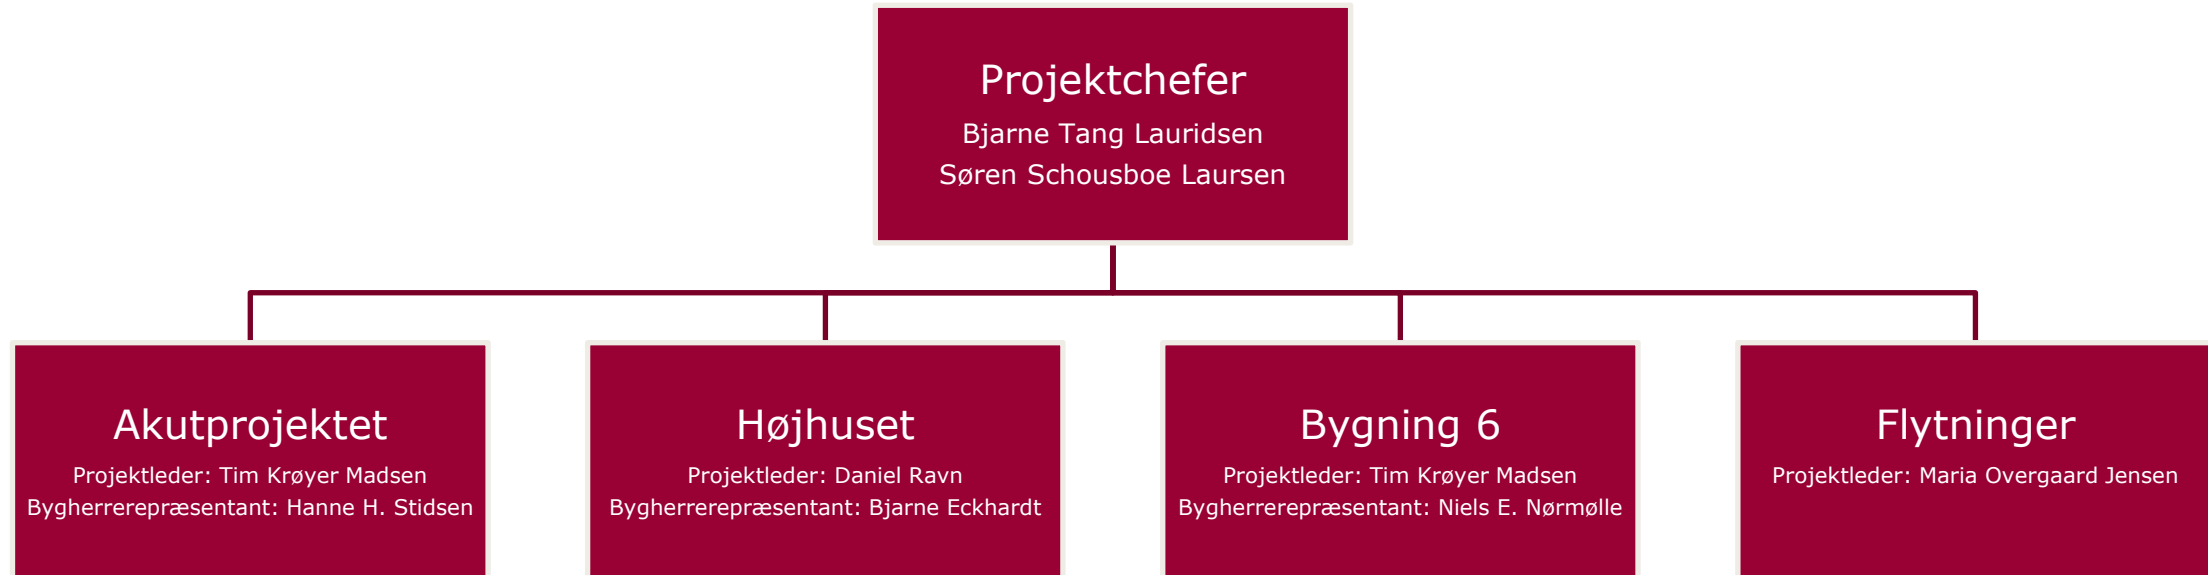 Projektchefer
Bjarne Tang Lauridsen
Søren Schousboe Laursen
Akutprojektet
Projektleder: Tim Krøyer Madsen
Bygherrerepræsentant: Hanne H. Stidsen
Højhuset
Projektleder: Daniel Ravn
Bygherrerepræsentant: Bjarne Eckhardt
Bygning 6
Projektleder: Tim Krøyer Madsen
Bygherrerepræsentant: Niels E. Nørmølle
Flytninger
Projektleder: Maria Overgaard Jensen